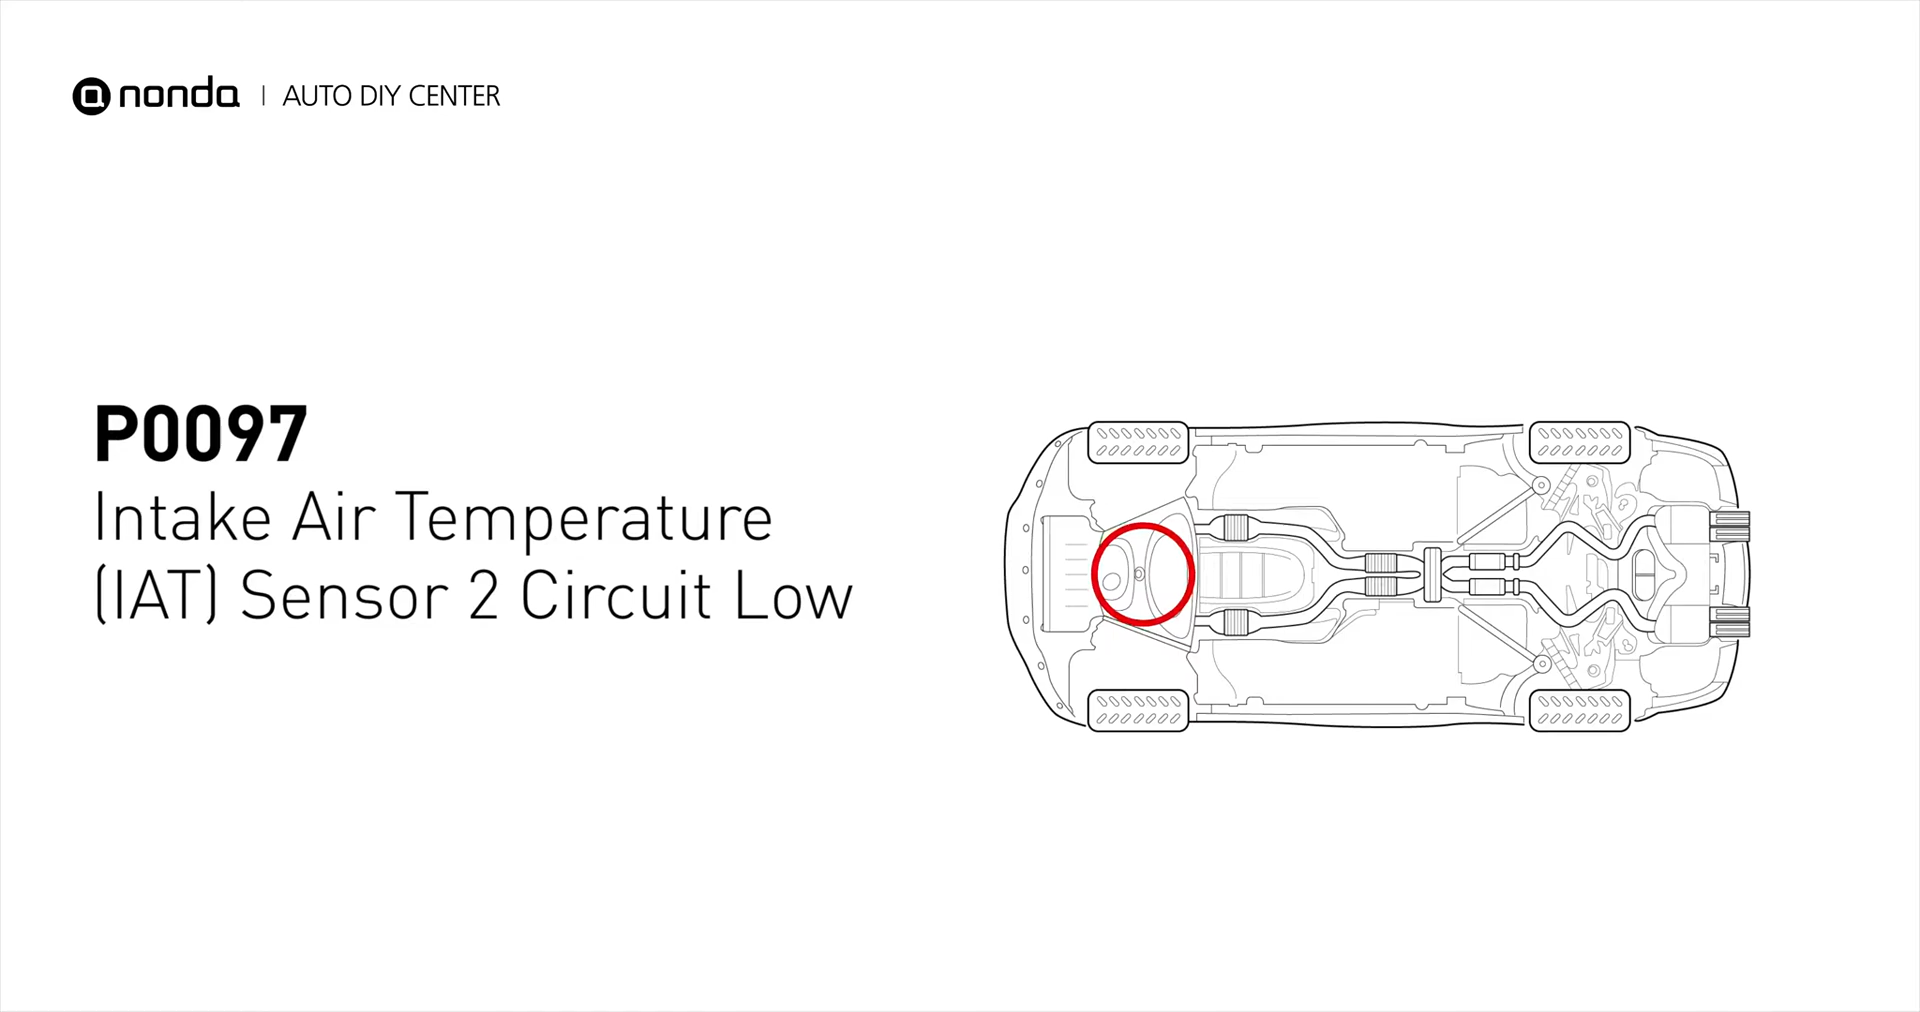 nonda | AUTO DIY CENTER
P0097
Intake Air Temperature
(IAT) Sensor 2 Circuit Low